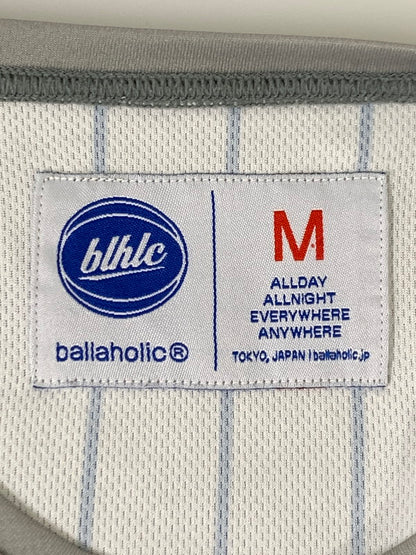 blhlc
ballaholic®
M
ALLDAY
ALLNIGHT
EVERYWHERE
ANYWHERE
TOKYO, JAPAN | ballaholic.jp